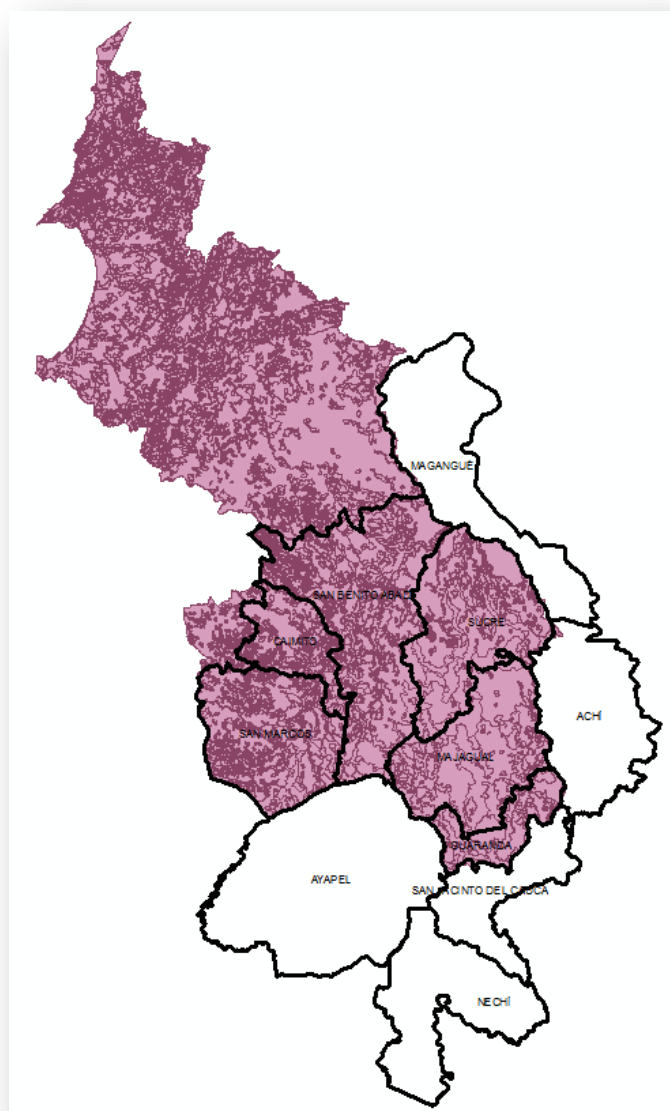 MAGANGUÉ
SAN BENITO ABAD
SUCRE
CAIMITO
ACHÍ
SAN MARCOS
MAJAGUAL
GUARANDA
AYAPEL
SAN JACINTO DEL CAUCA
NECHÍ